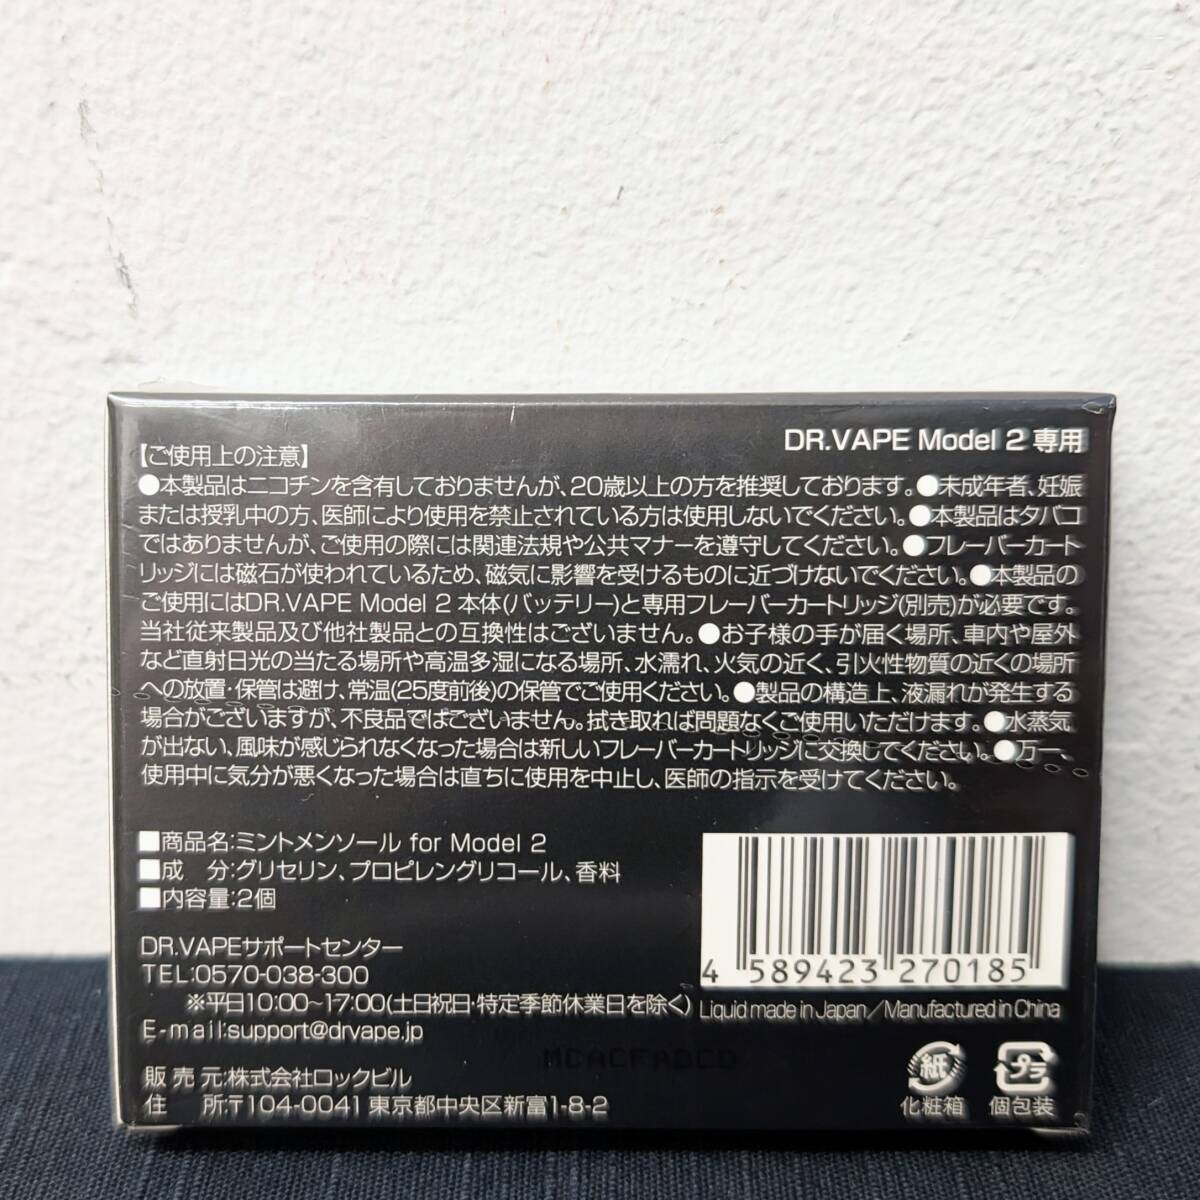 DR.VAPE Model 2 専用
【ご使用上の注意】
●本製品はニコチンを含有しておりませんが、20歳以上の方を推奨しております。●未成年者、妊娠
または授乳中の方、医師により使用を禁止されている方は使用しないでください。●本製品はタバコ
ではありませんが、ご使用の際には関連法規や公共マナーを遵守してください。●フレーバーカート
リッジには磁石が使われているため、磁気に影響を受けるものに近づけないでください。●本製品の
ご使用にはDR.VAPE Model 2 本体(バッテリー)と専用フレーバーカートリッジ(別売)が必要です。
当社従来製品及び他社製品との互換性はございません。●お子様の手が届く場所、車内や屋外
など直射日光の当たる場所や高温多湿になる場所、水濡れ、火気の近く、引火性物質の近くの場所
への放置・保管は避け、常温(25度前後)の保管でご使用ください。●製品の構造上、液漏れが発生する
場合がございますが、不良品ではございません。拭き取れば問題なくご使用いただけます。●水蒸気
が出ない、風味が感じられなくなった場合は新しいフレーバーカートリッジに交換してください。●万一、
使用中に気分が悪くなった場合は直ちに使用を中止し、医師の指示を受けてください。
■商品名:ミントメンソール for Model 2
■成　分:グリセリン、プロピレングリコール、香料
■内容量:2個
DR.VAPEサポートセンター
TEL:0570-038-300
※平日10:00~17:00(土日祝日・特定季節休業日を除く)
E-mail:support@drvape.jp
販売元:株式会社ロックビル
住　所:〒104-0041 東京都中央区新富1-8-2
4 589423 270185
Liquid made in Japan／Manufactured in China
紙
化粧箱
プラ
個包装